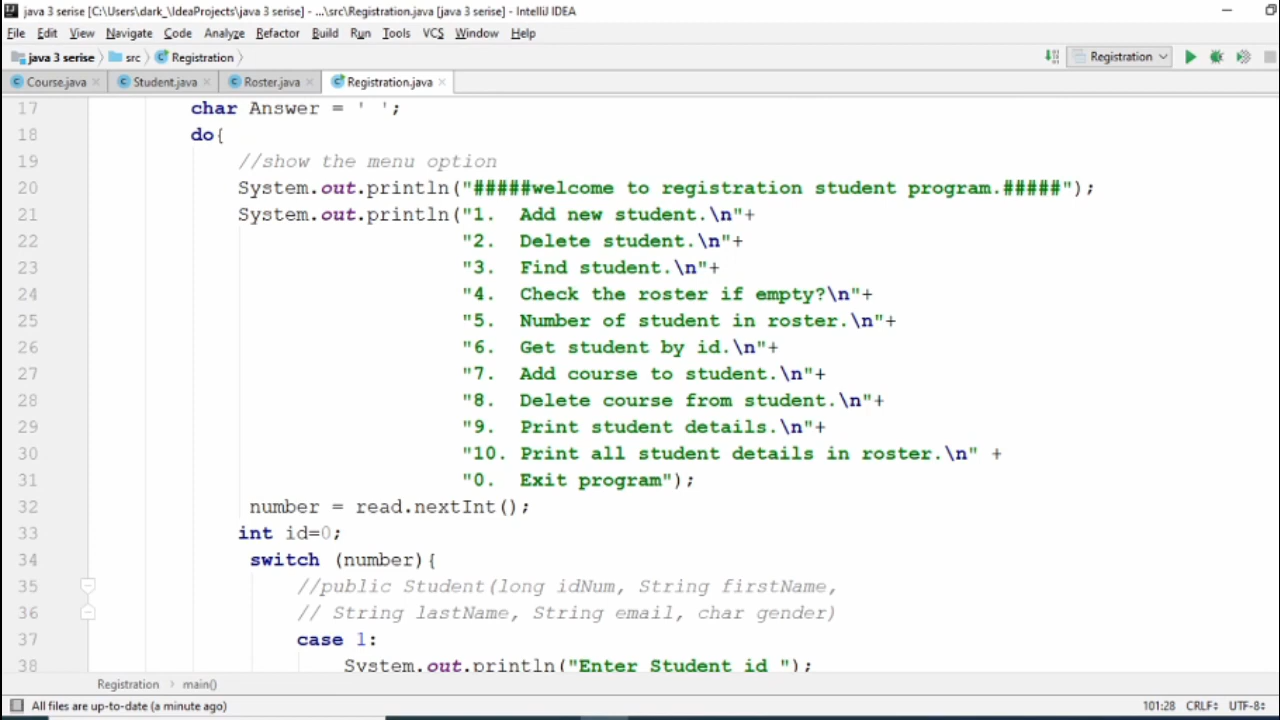 java 3 serise [C:\Users\dark_\IdeaProjects\java 3 serise] - ...\src\Registration.java [java 3 serise] - IntelliJ IDEA
File Edit View Navigate Code Analyze Refactor Build Run Tools VCS Window Help
java 3 serise src Registration Registration
Course.java Student.java Roster.java Registration.java
17 char Answer = ' ';
18 do{
19 //show the menu option
20 System.out.println("#####welcome to registration student program.#####");
21 System.out.println("1. Add new student.\n"+
22 "2. Delete student.\n"+
23 "3. Find student.\n"+
24 "4. Check the roster if empty?\n"+
25 "5. Number of student in roster.\n"+
26 "6. Get student by id.\n"+
27 "7. Add course to student.\n"+
28 "8. Delete course from student.\n"+
29 "9. Print student details.\n"+
30 "10. Print all student details in roster.\n" +
31 "0. Exit program");
32 number = read.nextInt();
33 int id=0;
34 switch (number){
35 //public Student(long idNum, String firstName,
36 // String lastName, String email, char gender)
37 case 1:
38 System.out.println("Enter Student id ");
Registration main()
All files are up-to-date (a minute ago) 101:28 CRLF UTF-8